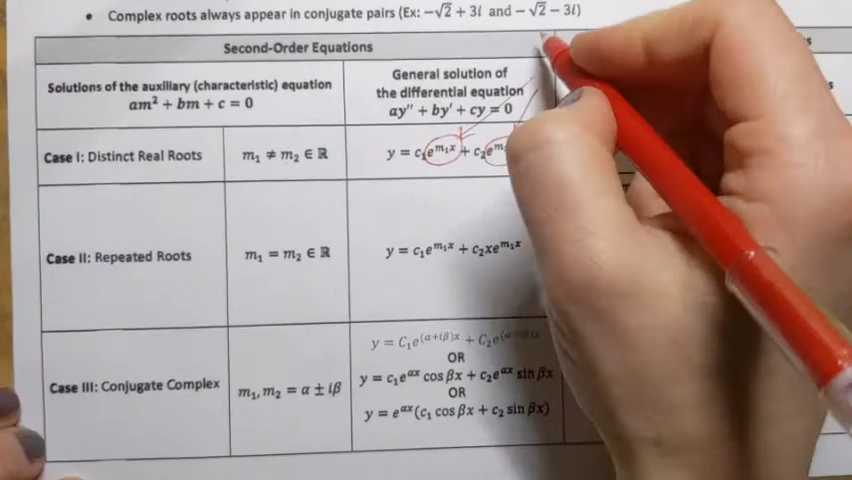 • Complex roots always appear in conjugate pairs (Ex: −√2 + 3i and − √2 − 3i)
Second-Order Equations
Solutions of the auxiliary (characteristic) equation
am² + bm + c = 0
General solution of
the differential equation
ay'' + by' + cy = 0
Case I: Distinct Real Roots
m₁ ≠ m₂ ∈ ℝ
y = c₁e^{m₁x} + c₂e^{m
Case II: Repeated Roots
m₁ = m₂ ∈ ℝ
y = c₁e^{m₁x} + c₂xe^{m₁x}
Case III: Conjugate Complex
m₁, m₂ = α ± iβ
y = C₁e^{(α+iβ)x} + C₂e
OR
y = c₁e^{αx} cos βx + c₂e^{αx} sin βx
OR
y = e^{αx}(c₁ cos βx + c₂ sin βx)